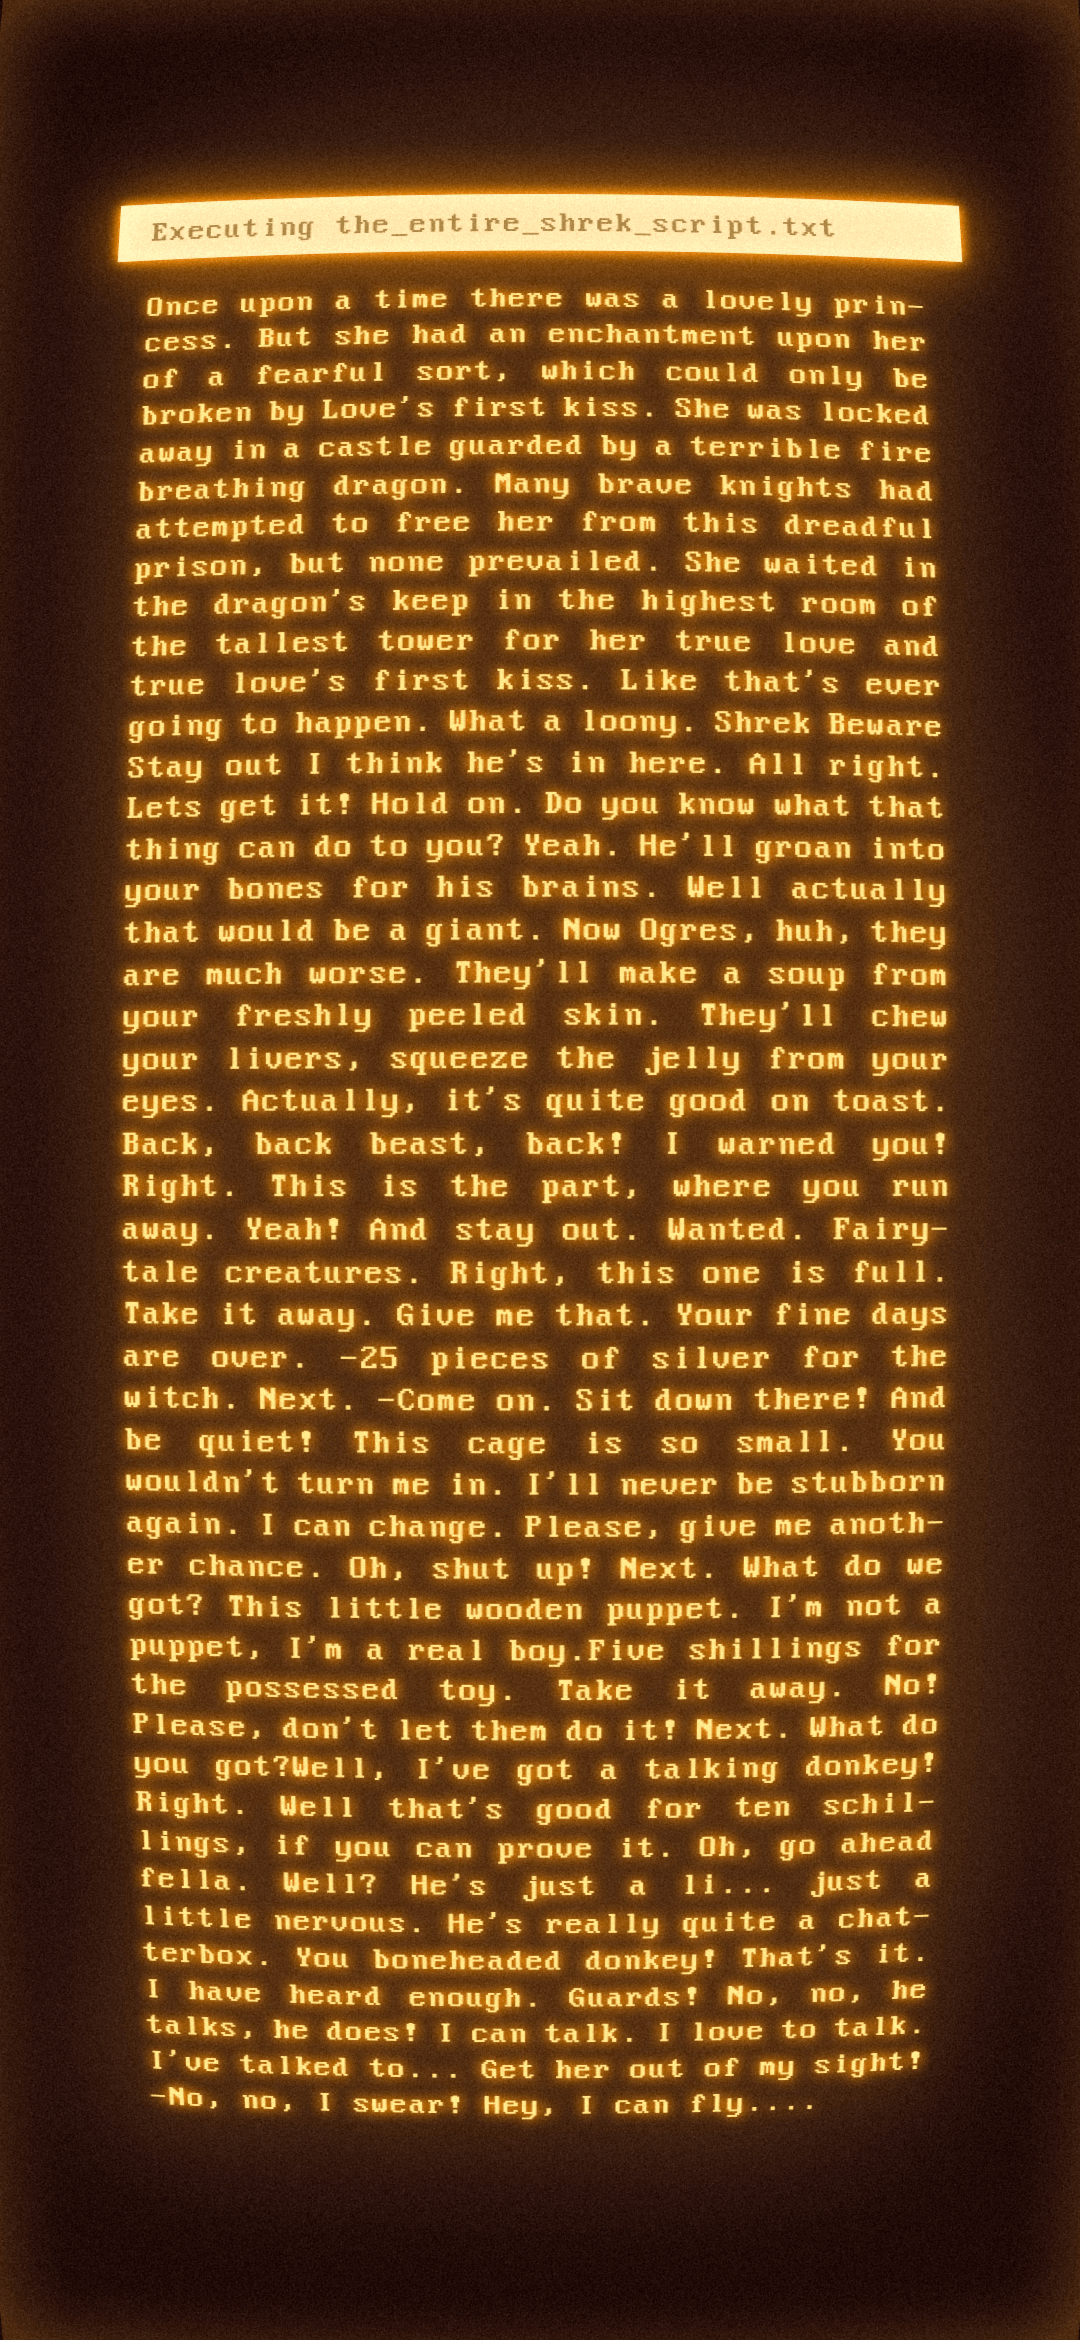 Executing the_entire_shrek_script.txt
Once upon a time there was a lovely prin-
cess. But she had an enchantment upon her
of a fearful sort, which could only be
broken by Love's first kiss. She was locked
away in a castle guarded by a terrible fire
breathing dragon. Many brave knights had
attempted to free her from this dreadful
prison, but none prevailed. She waited in
the dragon's keep in the highest room of
the tallest tower for her true love and
true love's first kiss. Like that's ever
going to happen. What a loony. Shrek Beware
Stay out I think he's in here. All right.
Lets get it! Hold on. Do you know what that
thing can do to you? Yeah. He'll groan into
your bones for his brains. Well actually
that would be a giant. Now Ogres, huh, they
are much worse. They'll make a soup from
your freshly peeled skin. They'll chew
your livers, squeeze the jelly from your
eyes. Actually, it's quite good on toast.
Back, back beast, back! I warned you!
Right. This is the part, where you run
away. Yeah! And stay out. Wanted. Fairy-
tale creatures. Right, this one is full.
Take it away. Give me that. Your fine days
are over. -25 pieces of silver for the
witch. Next. -Come on. Sit down there! And
be quiet! This cage is so small. You
wouldn't turn me in. I'll never be stubborn
again. I can change. Please, give me anoth-
er chance. Oh, shut up! Next. What do we
got? This little wooden puppet. I'm not a
puppet, I'm a real boy.Five shillings for
the possessed toy. Take it away. No!
Please, don't let them do it! Next. What do
you got?Well, I've got a talking donkey!
Right. Well that's good for ten schil-
lings, if you can prove it. Oh, go ahead
fella. Well? He's just a li... just a
little nervous. He's really quite a chat-
terbox. You boneheaded donkey! That's it.
I have heard enough. Guards! No, no, he
talks, he does! I can talk. I love to talk.
I've talked to... Get her out of my sight!
-No, no, I swear! Hey, I can fly....